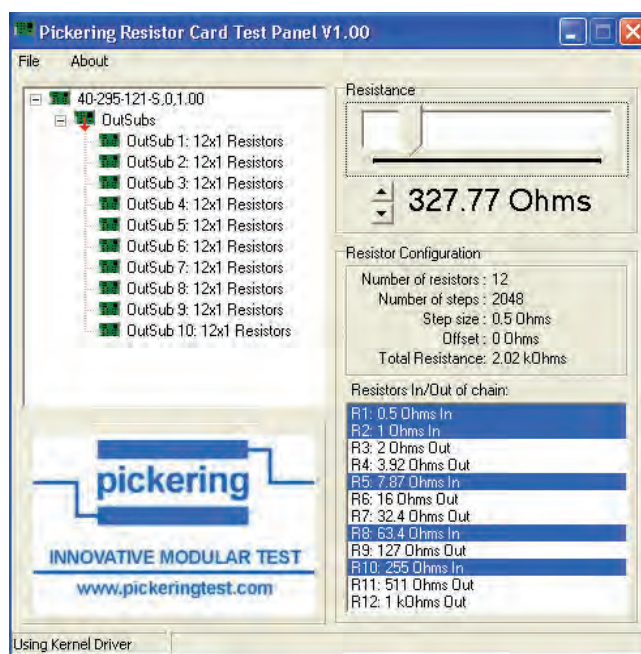 Pickering Resistor Card Test Panel V1.00
File About
40-295-121-S,0,1.00
OutSubs
OutSub 1: 12x1 Resistors
OutSub 2: 12x1 Resistors
OutSub 3: 12x1 Resistors
OutSub 4: 12x1 Resistors
OutSub 5: 12x1 Resistors
OutSub 6: 12x1 Resistors
OutSub 7: 12x1 Resistors
OutSub 8: 12x1 Resistors
OutSub 9: 12x1 Resistors
OutSub 10: 12x1 Resistors
pickering
INNOVATIVE MODULAR TEST
www.pickeringtest.com
Resistance
327.77 Ohms
Resistor Configuration
Number of resistors : 12
Number of steps : 2048
Step size : 0.5 Ohms
Offset : 0 Ohms
Total Resistance: 2.02 kOhms
Resistors In/Out of chain:
R1: 0.5 Ohms In
R2: 1 Ohms In
R3: 2 Ohms Out
R4: 3.92 Ohms Out
R5: 7.87 Ohms In
R6: 16 Ohms Out
R7: 32.4 Ohms Out
R8: 63.4 Ohms In
R9: 127 Ohms Out
R10: 255 Ohms In
R11: 511 Ohms Out
R12: 1 kOhms Out
Using Kernel Driver